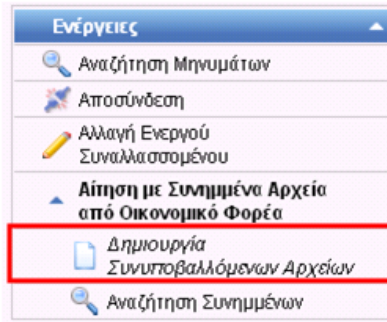 Ενέργειες
Αναζήτηση Μηνυμάτων
Αποσύνδεση
Αλλαγή Ενεργού
Συναλλασσομένου
Αίτηση με Συνημμένα Αρχεία
από Οικονομικό Φορέα
Δημιουργία
Συνυποβαλλόμενων Αρχείων
Αναζήτηση Συνημμένων